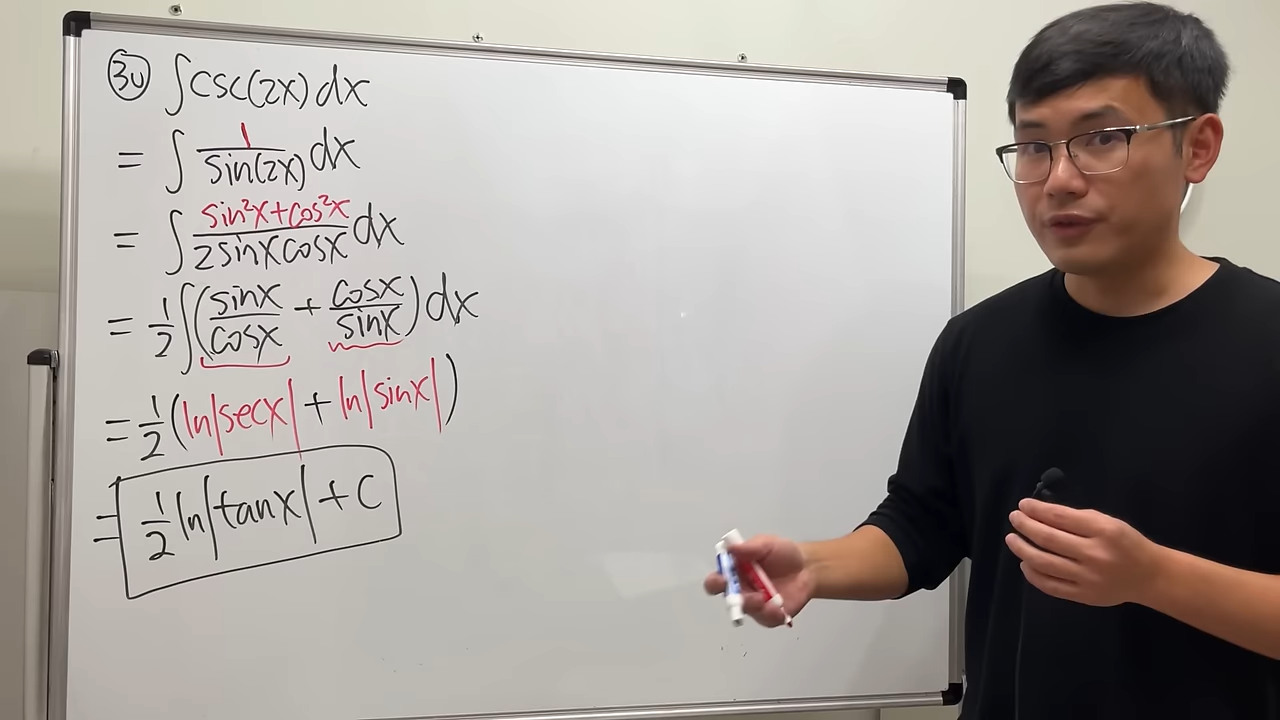 ③ⓤ ∫csc(2x)dx
= ∫ 1/sin(2x) dx
= ∫ (sin²x+cos²x)/(2sinxcosx) dx
= 1/2 ∫(sinx/cosx + cosx/sinx)dx
= 1/2 (ln|secx| + ln|sinx|)
= 1/2 ln|tanx| + C